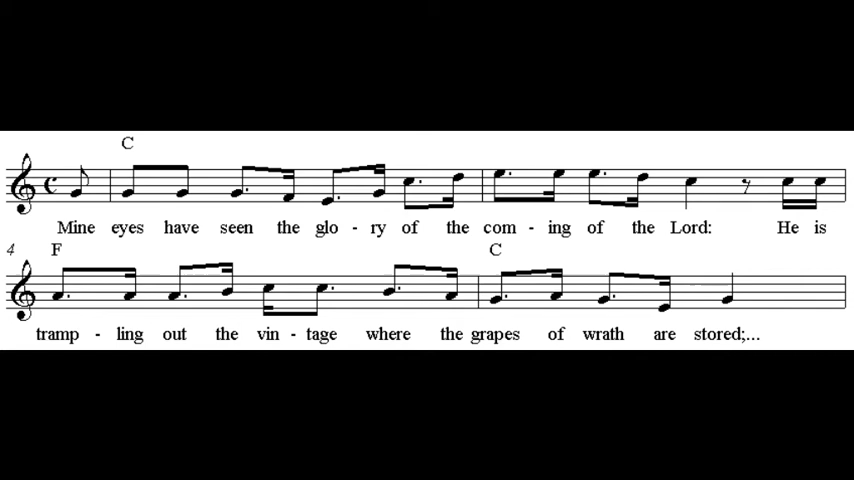 C
Mine eyes have seen the glo - ry of the com - ing of the Lord: He is
4 F C
tramp - ling out the vin - tage where the grapes of wrath are stored;...